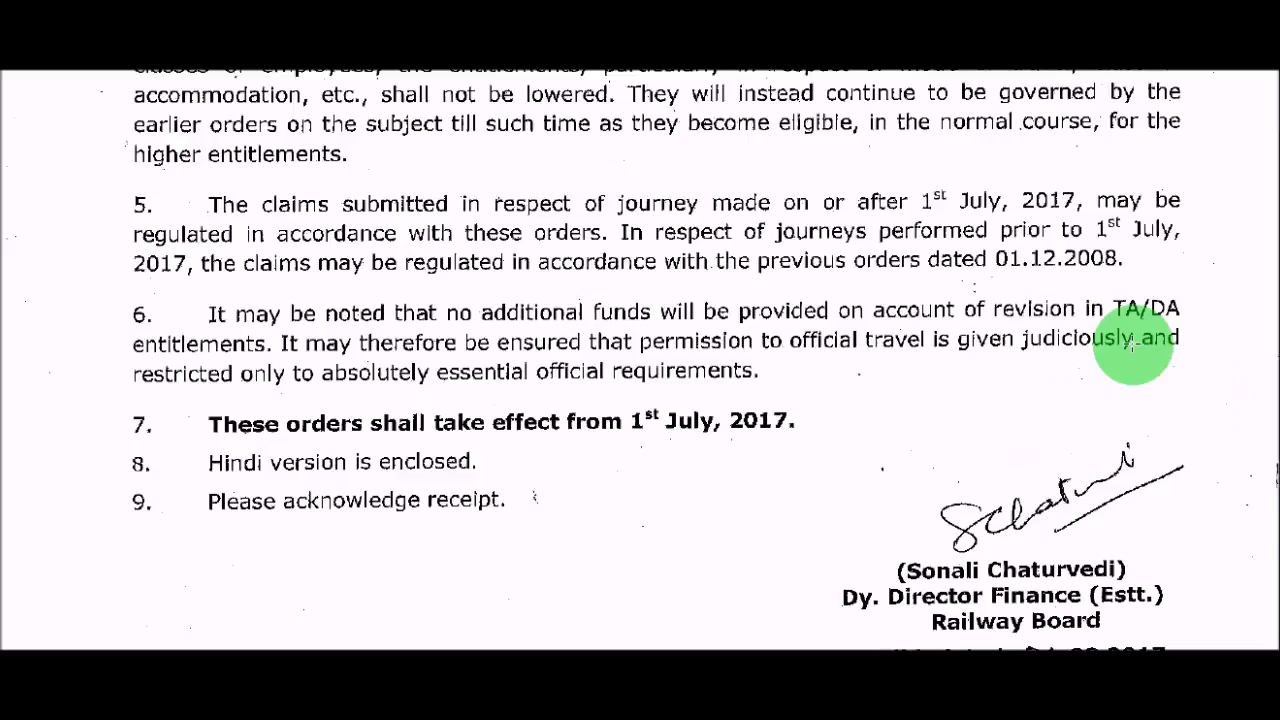 accommodation, etc., shall not be lowered. They will instead continue to be governed by the
earlier orders on the subject till such time as they become eligible, in the normal course, for the
higher entitlements.
5. The claims submitted in respect of journey made on or after 1st July, 2017, may be
regulated in accordance with these orders. In respect of journeys performed prior to 1st July,
2017, the claims may be regulated in accordance with the previous orders dated 01.12.2008.
6. It may be noted that no additional funds will be provided on account of revision in TA/DA
entitlements. It may therefore be ensured that permission to official travel is given judiciously and
restricted only to absolutely essential official requirements.
7. These orders shall take effect from 1st July, 2017.
8. Hindi version is enclosed.
9. Please acknowledge receipt.
SChaturvedi
(Sonali Chaturvedi)
Dy. Director Finance (Estt.)
Railway Board